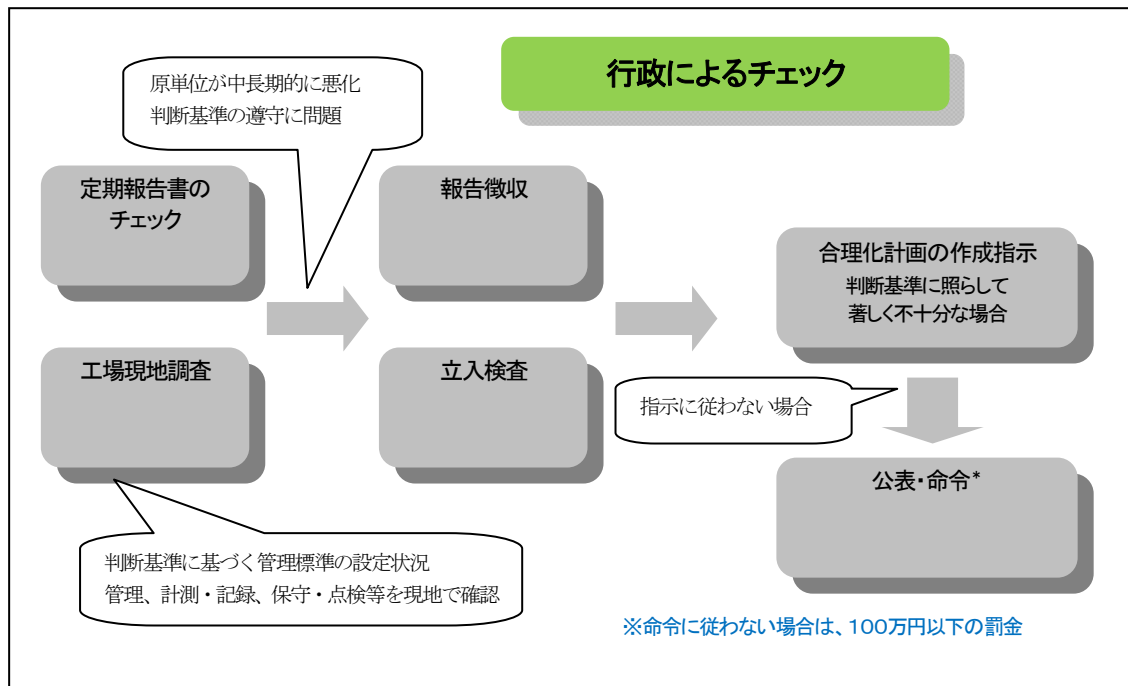 行政によるチェック
原単位が中長期的に悪化
判断基準の遵守に問題
定期報告書の
チェック
報告徴収
合理化計画の作成指示
判断基準に照らして
著しく不十分な場合
工場現地調査
立入検査
指示に従わない場合
公表・命令*
判断基準に基づく管理標準の設定状況
管理、計測・記録、保守・点検等を現地で確認
※命令に従わない場合は、100万円以下の罰金